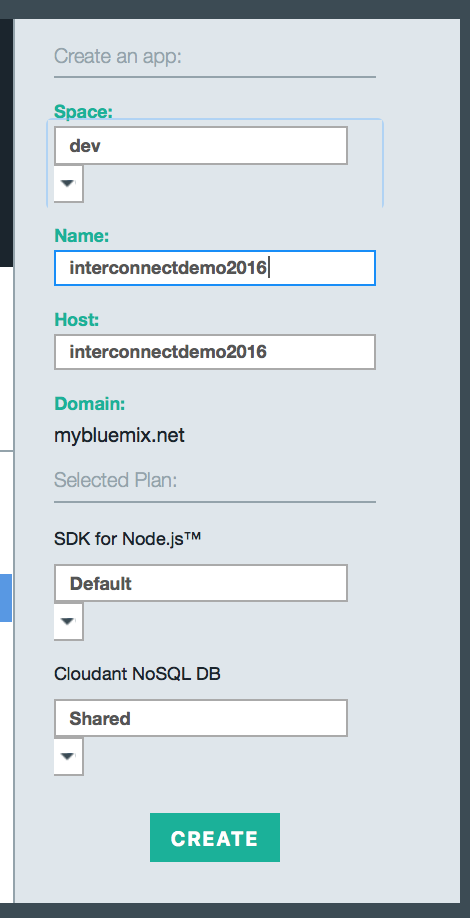 Create an app:
Space:
dev
Name:
interconnectdemo2016
Host:
interconnectdemo2016
Domain:
mybluemix.net
Selected Plan:
SDK for Node.js™
Default
Cloudant NoSQL DB
Shared
CREATE